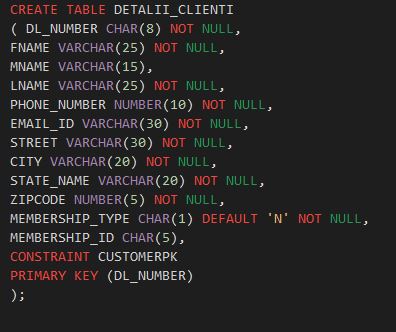 CREATE TABLE DETALII_CLIENTI
( DL_NUMBER CHAR(8) NOT NULL,
FNAME VARCHAR(25) NOT NULL,
MNAME VARCHAR(15),
LNAME VARCHAR(25) NOT NULL,
PHONE_NUMBER NUMBER(10) NOT NULL,
EMAIL_ID VARCHAR(30) NOT NULL,
STREET VARCHAR(30) NOT NULL,
CITY VARCHAR(20) NOT NULL,
STATE_NAME VARCHAR(20) NOT NULL,
ZIPCODE NUMBER(5) NOT NULL,
MEMBERSHIP_TYPE CHAR(1) DEFAULT 'N' NOT NULL,
MEMBERSHIP_ID CHAR(5),
CONSTRAINT CUSTOMERPK
PRIMARY KEY (DL_NUMBER)
);